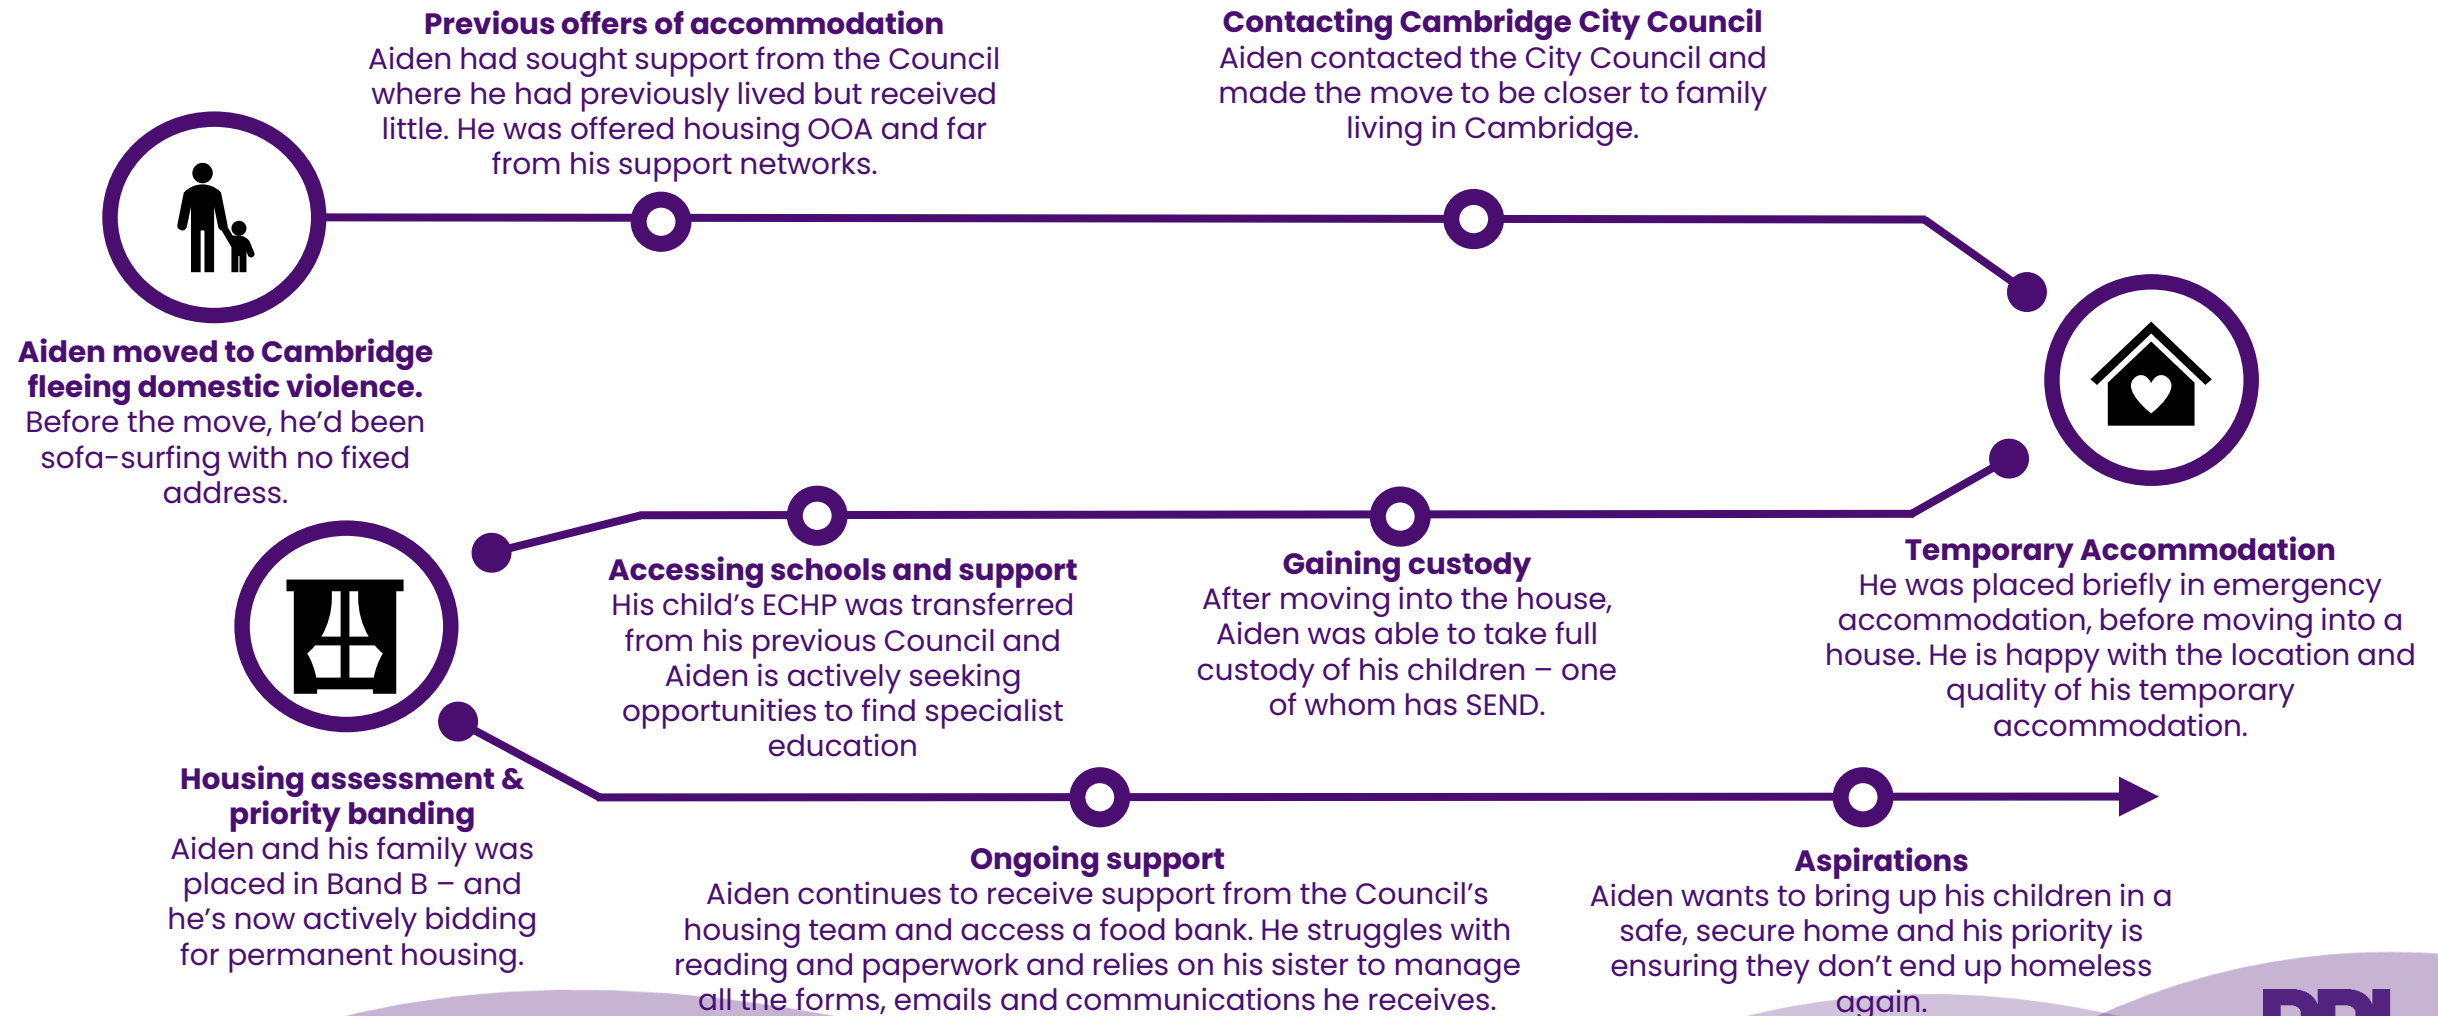 Previous offers of accommodation
Aiden had sought support from the Council
where he had previously lived but received
little. He was offered housing OOA and far
from his support networks.
Contacting Cambridge City Council
Aiden contacted the City Council and
made the move to be closer to family
living in Cambridge.
Aiden moved to Cambridge
fleeing domestic violence.
Before the move, he’d been
sofa-surfing with no fixed
address.
Temporary Accommodation
He was placed briefly in emergency
accommodation, before moving into a
house. He is happy with the location and
quality of his temporary
accommodation.
Gaining custody
After moving into the house,
Aiden was able to take full
custody of his children – one
of whom has SEND.
Accessing schools and support
His child’s ECHP was transferred
from his previous Council and
Aiden is actively seeking
opportunities to find specialist
education
Housing assessment &
priority banding
Aiden and his family was
placed in Band B – and
he’s now actively bidding
for permanent housing.
Ongoing support
Aiden continues to receive support from the Council’s
housing team and access a food bank. He struggles with
reading and paperwork and relies on his sister to manage
all the forms, emails and communications he receives.
Aspirations
Aiden wants to bring up his children in a
safe, secure home and his priority is
ensuring they don’t end up homeless
again.